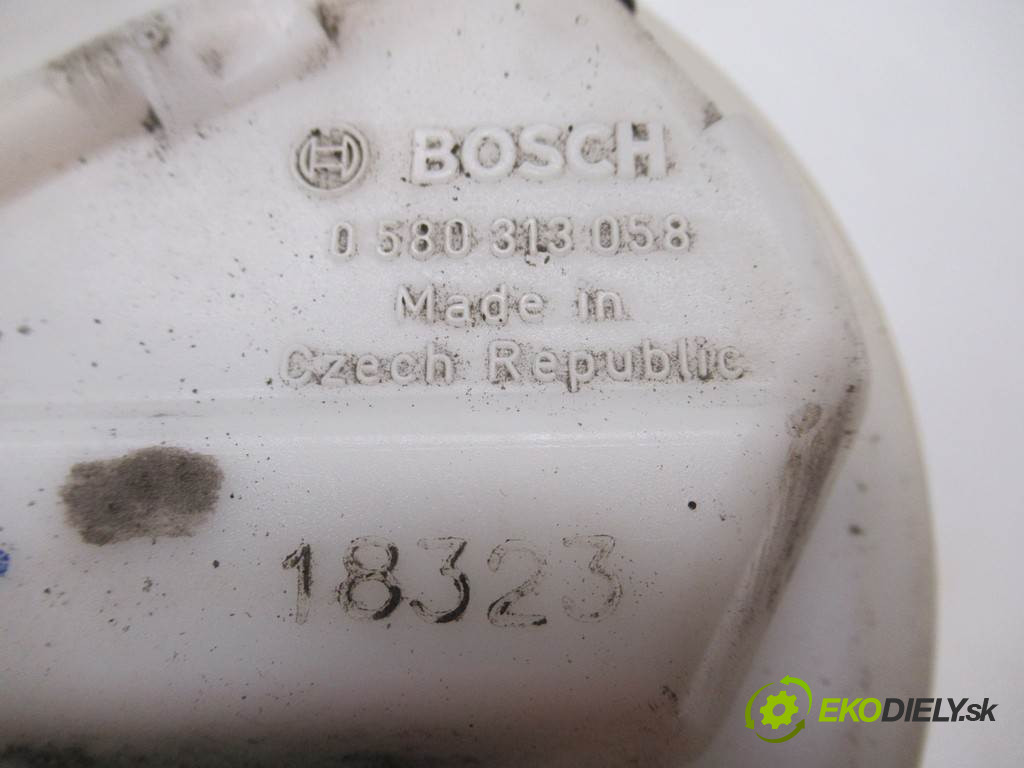 BOSCH
0 580 313 058
Made in
Czech Republic
18323
EKODIELY.sk